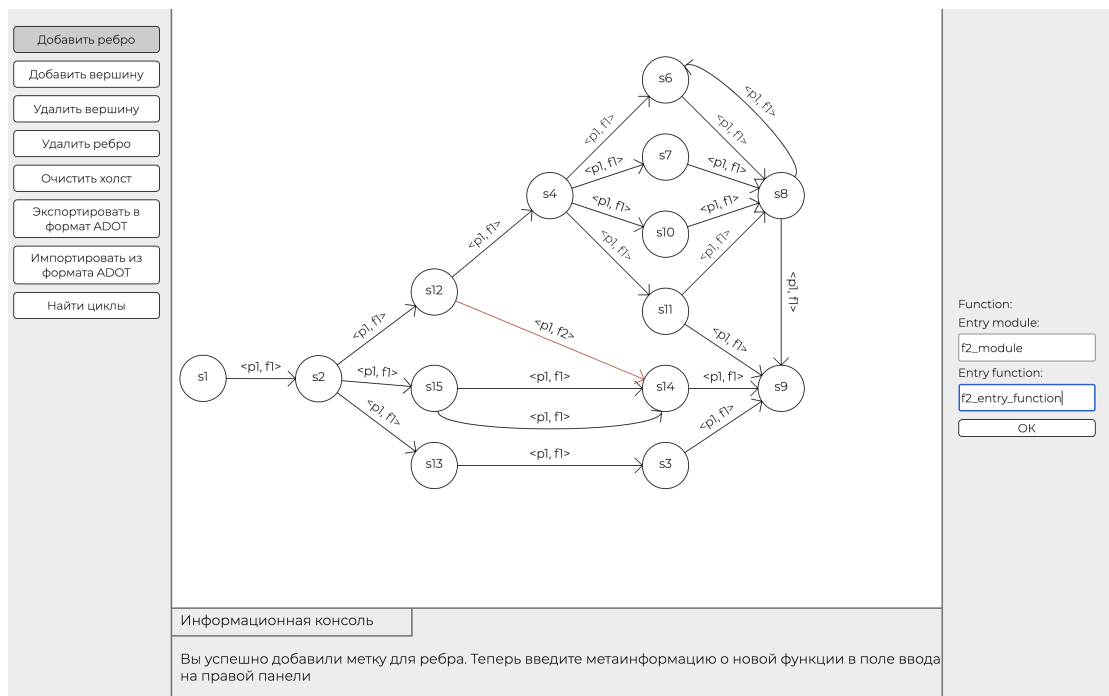 Добавить ребро
Добавить вершину
Удалить вершину
Удалить ребро
Очистить холст
Экспортировать в
формат ADOT
Импортировать из
формата ADOT
Найти циклы
s6
<p1, f1>
<p1, f1>
<p1, f1>
s7
<p1, f1>
<p1, f1>
s4
s8
<p1, f1>
s10
<p1, f1>
<p1, f1>
<p1, f1>
<p1, f1>
s12
<p1, f1>
s11
<p1, f1>
<p1, f2>
<p1, f1>
s1
<p1, f1>
s2
<p1, f1>
s15
<p1, f1>
s14
<p1, f1>
s9
<p1, f1>
<p1, f1>
<p1, f1>
s13
<p1, f1>
s3
Function:
Entry module:
f2_module
Entry function:
f2_entry_function
OK
Информационная консоль
Вы успешно добавили метку для ребра. Теперь введите метаинформацию о новой функции в поле ввода
на правой панели